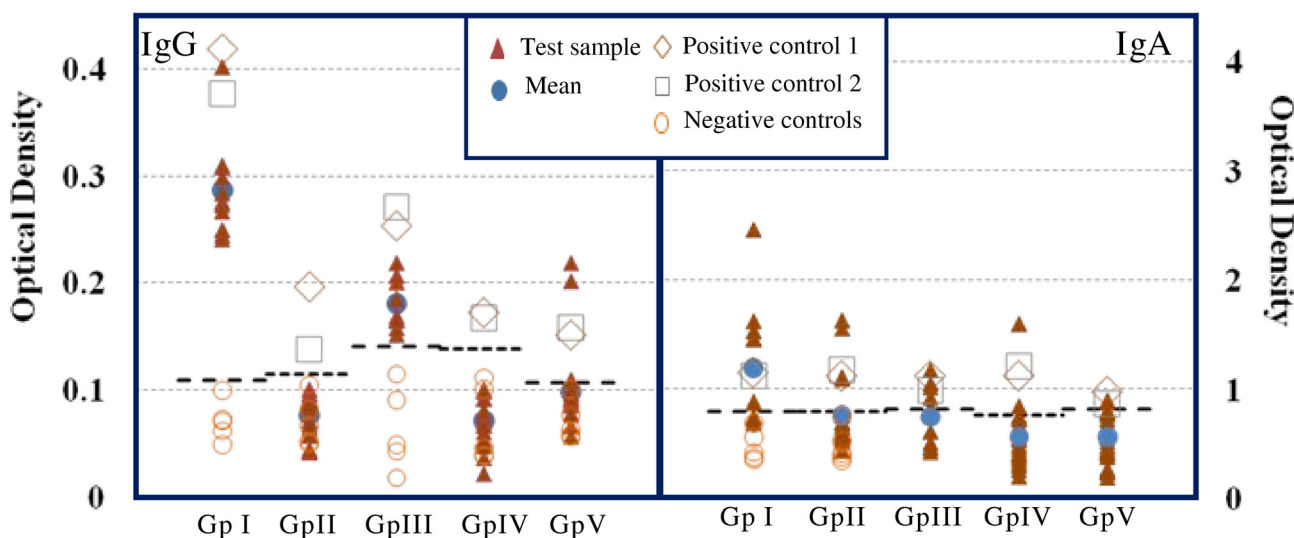 IgG
IgA
Test sample
Positive control 1
Mean
Positive control 2
Negative controls
Optical Density
0.4
0.3
0.2
0.1
0
4
3
2
1
0
Optical Density
Gp I
GpII
GpIII
GpIV
GpV
Gp I
GpII
GpIII
GpIV
GpV